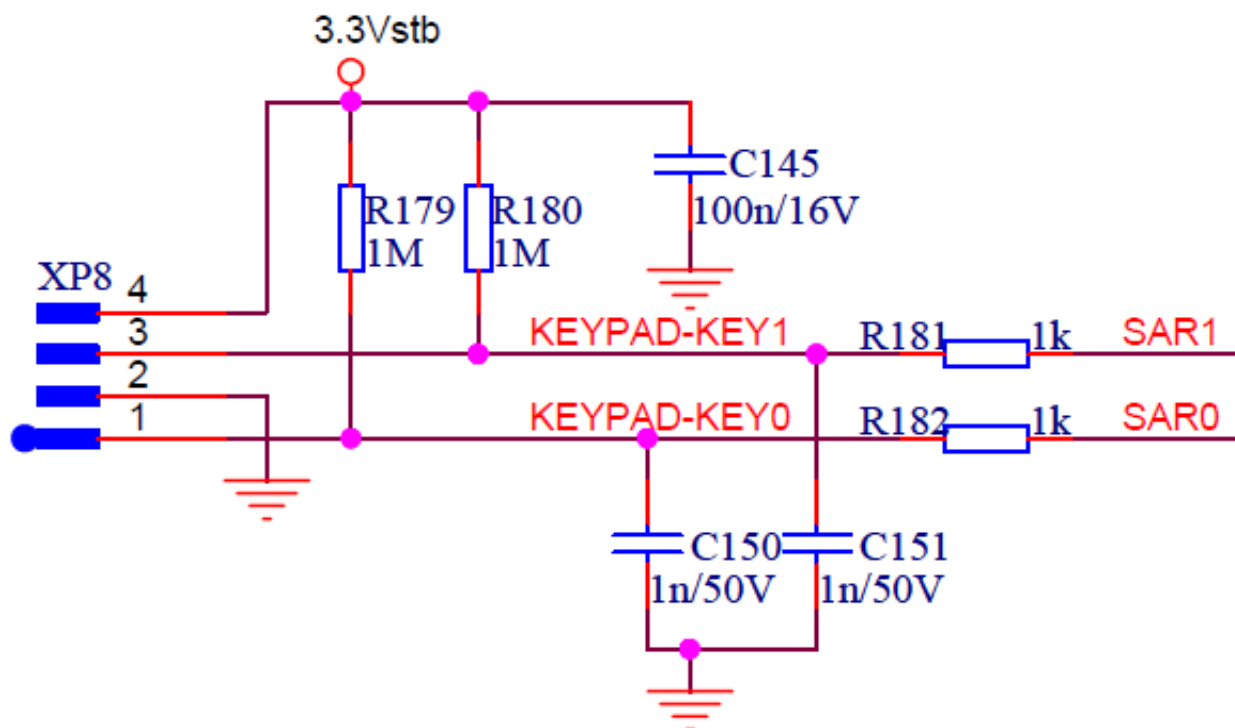 3.3Vstb
C145
100n/16V
R179
1M
R180
1M
XP8
4
3
2
1
KEYPAD-KEY1
R181
1k
SAR1
KEYPAD-KEY0
R182
1k
SAR0
C150
1n/50V
C151
1n/50V